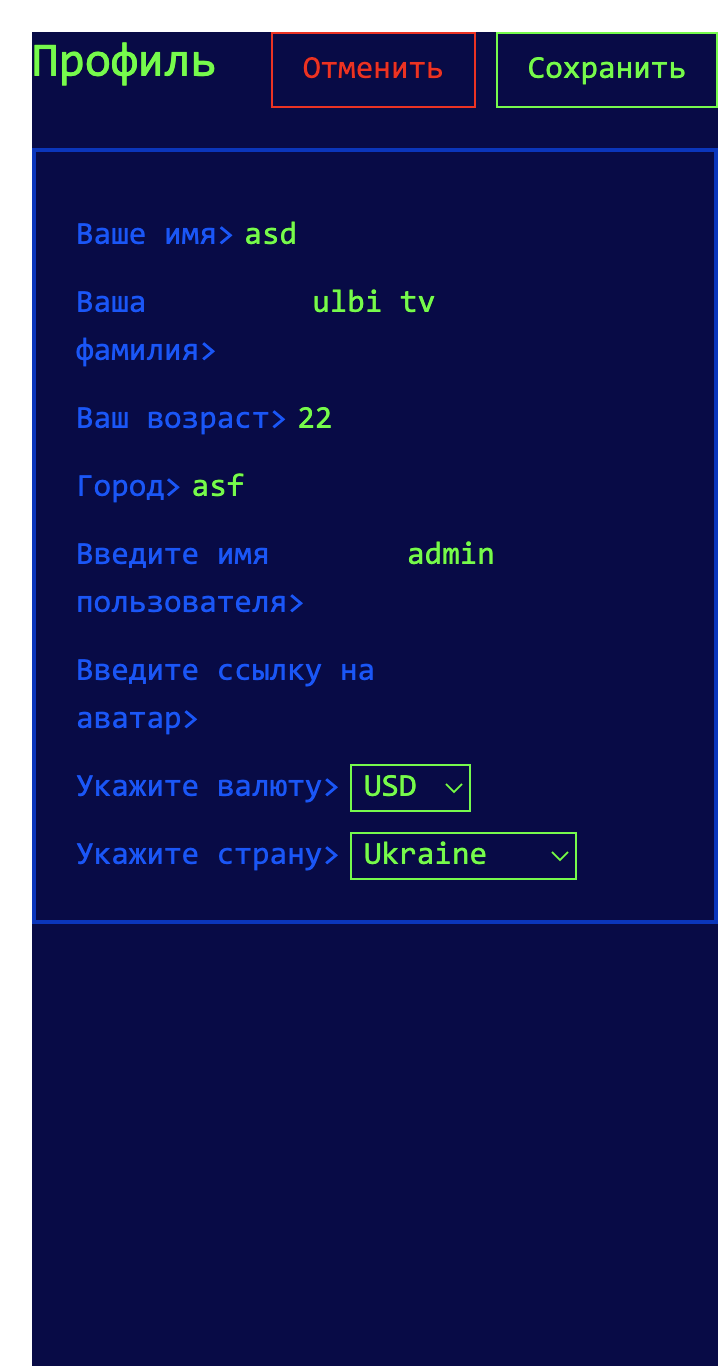 Профиль Отменить Сохранить
Ваше имя> asd
Ваша ulbi tv
фамилия>
Ваш возраст> 22
Город> asf
Введите имя admin
пользователя>
Введите ссылку на
аватар>
Укажите валюту> USD
Укажите страну> Ukraine